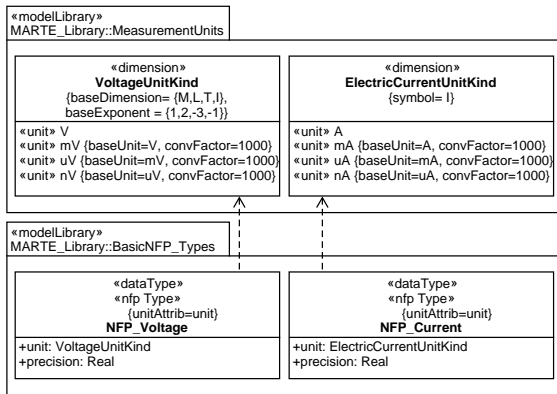 «modelLibrary»
MARTE_Library::MeasurementUnits
«dimension»
VoltageUnitKind
{baseDimension= {M,L,T,I},
baseExponent = {1,2,-3,-1}}
«unit» V
«unit» mV {baseUnit=V, convFactor=1000}
«unit» uV {baseUnit=mV, convFactor=1000}
«unit» nV {baseUnit=uV, convFactor=1000}
«dimension»
ElectricCurrentUnitKind
{symbol= I}
«unit» A
«unit» mA {baseUnit=A, convFactor=1000}
«unit» uA {baseUnit=mA, convFactor=1000}
«unit» nA {baseUnit=uA, convFactor=1000}
«modelLibrary»
MARTE_Library::BasicNFP_Types
«dataType»
«nfp Type»
{unitAttrib=unit}
NFP_Voltage
+unit: VoltageUnitKind
+precision: Real
«dataType»
«nfp Type»
{unitAttrib=unit}
NFP_Current
+unit: ElectricCurrentUnitKind
+precision: Real